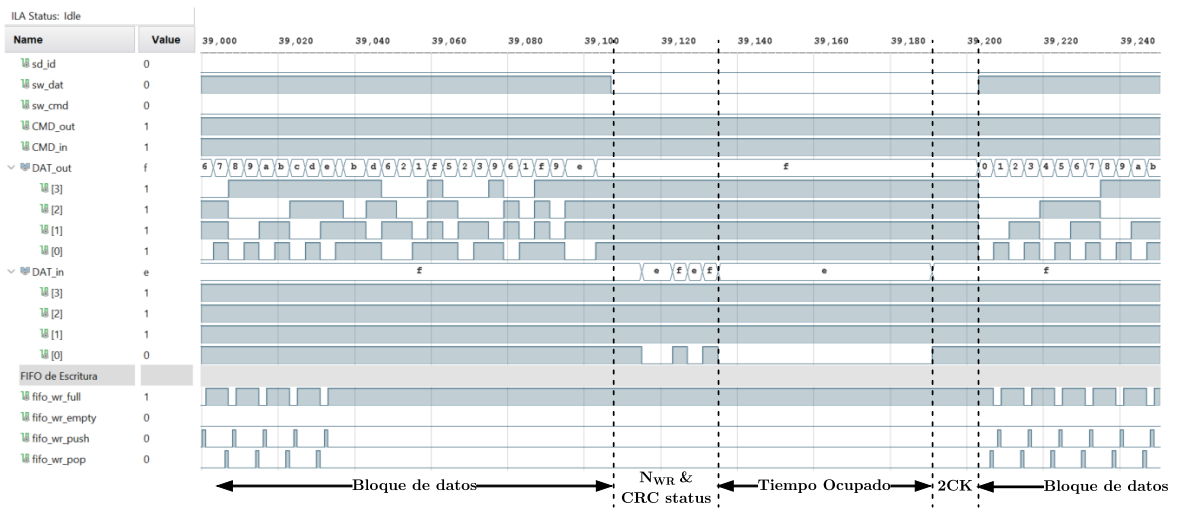 ILA Status: Idle
Name Value 39,000 39,020 39,040 39,060 39,080 39,100 39,120 39,140 39,160 39,180 39,200 39,220 39,240
sd_id 0
sw_dat 0
sw_cmd 0
CMD_out 1
CMD_in 1
DAT_out f 6 7 8 9 a b c d e b d 6 2 1 f 5 2 3 9 6 1 f 9 e f 0 1 2 3 4 5 6 7 8 9 a b
[3] 1
[2] 1
[1] 1
[0] 1
DAT_in e f e f e f e f
[3] 1
[2] 1
[1] 1
[0] 0
FIFO de Escritura
fifo_wr_full 1
fifo_wr_empty 0
fifo_wr_push 0
fifo_wr_pop 0
Bloque de datos NWR & CRC status Tiempo Ocupado 2CK Bloque de datos